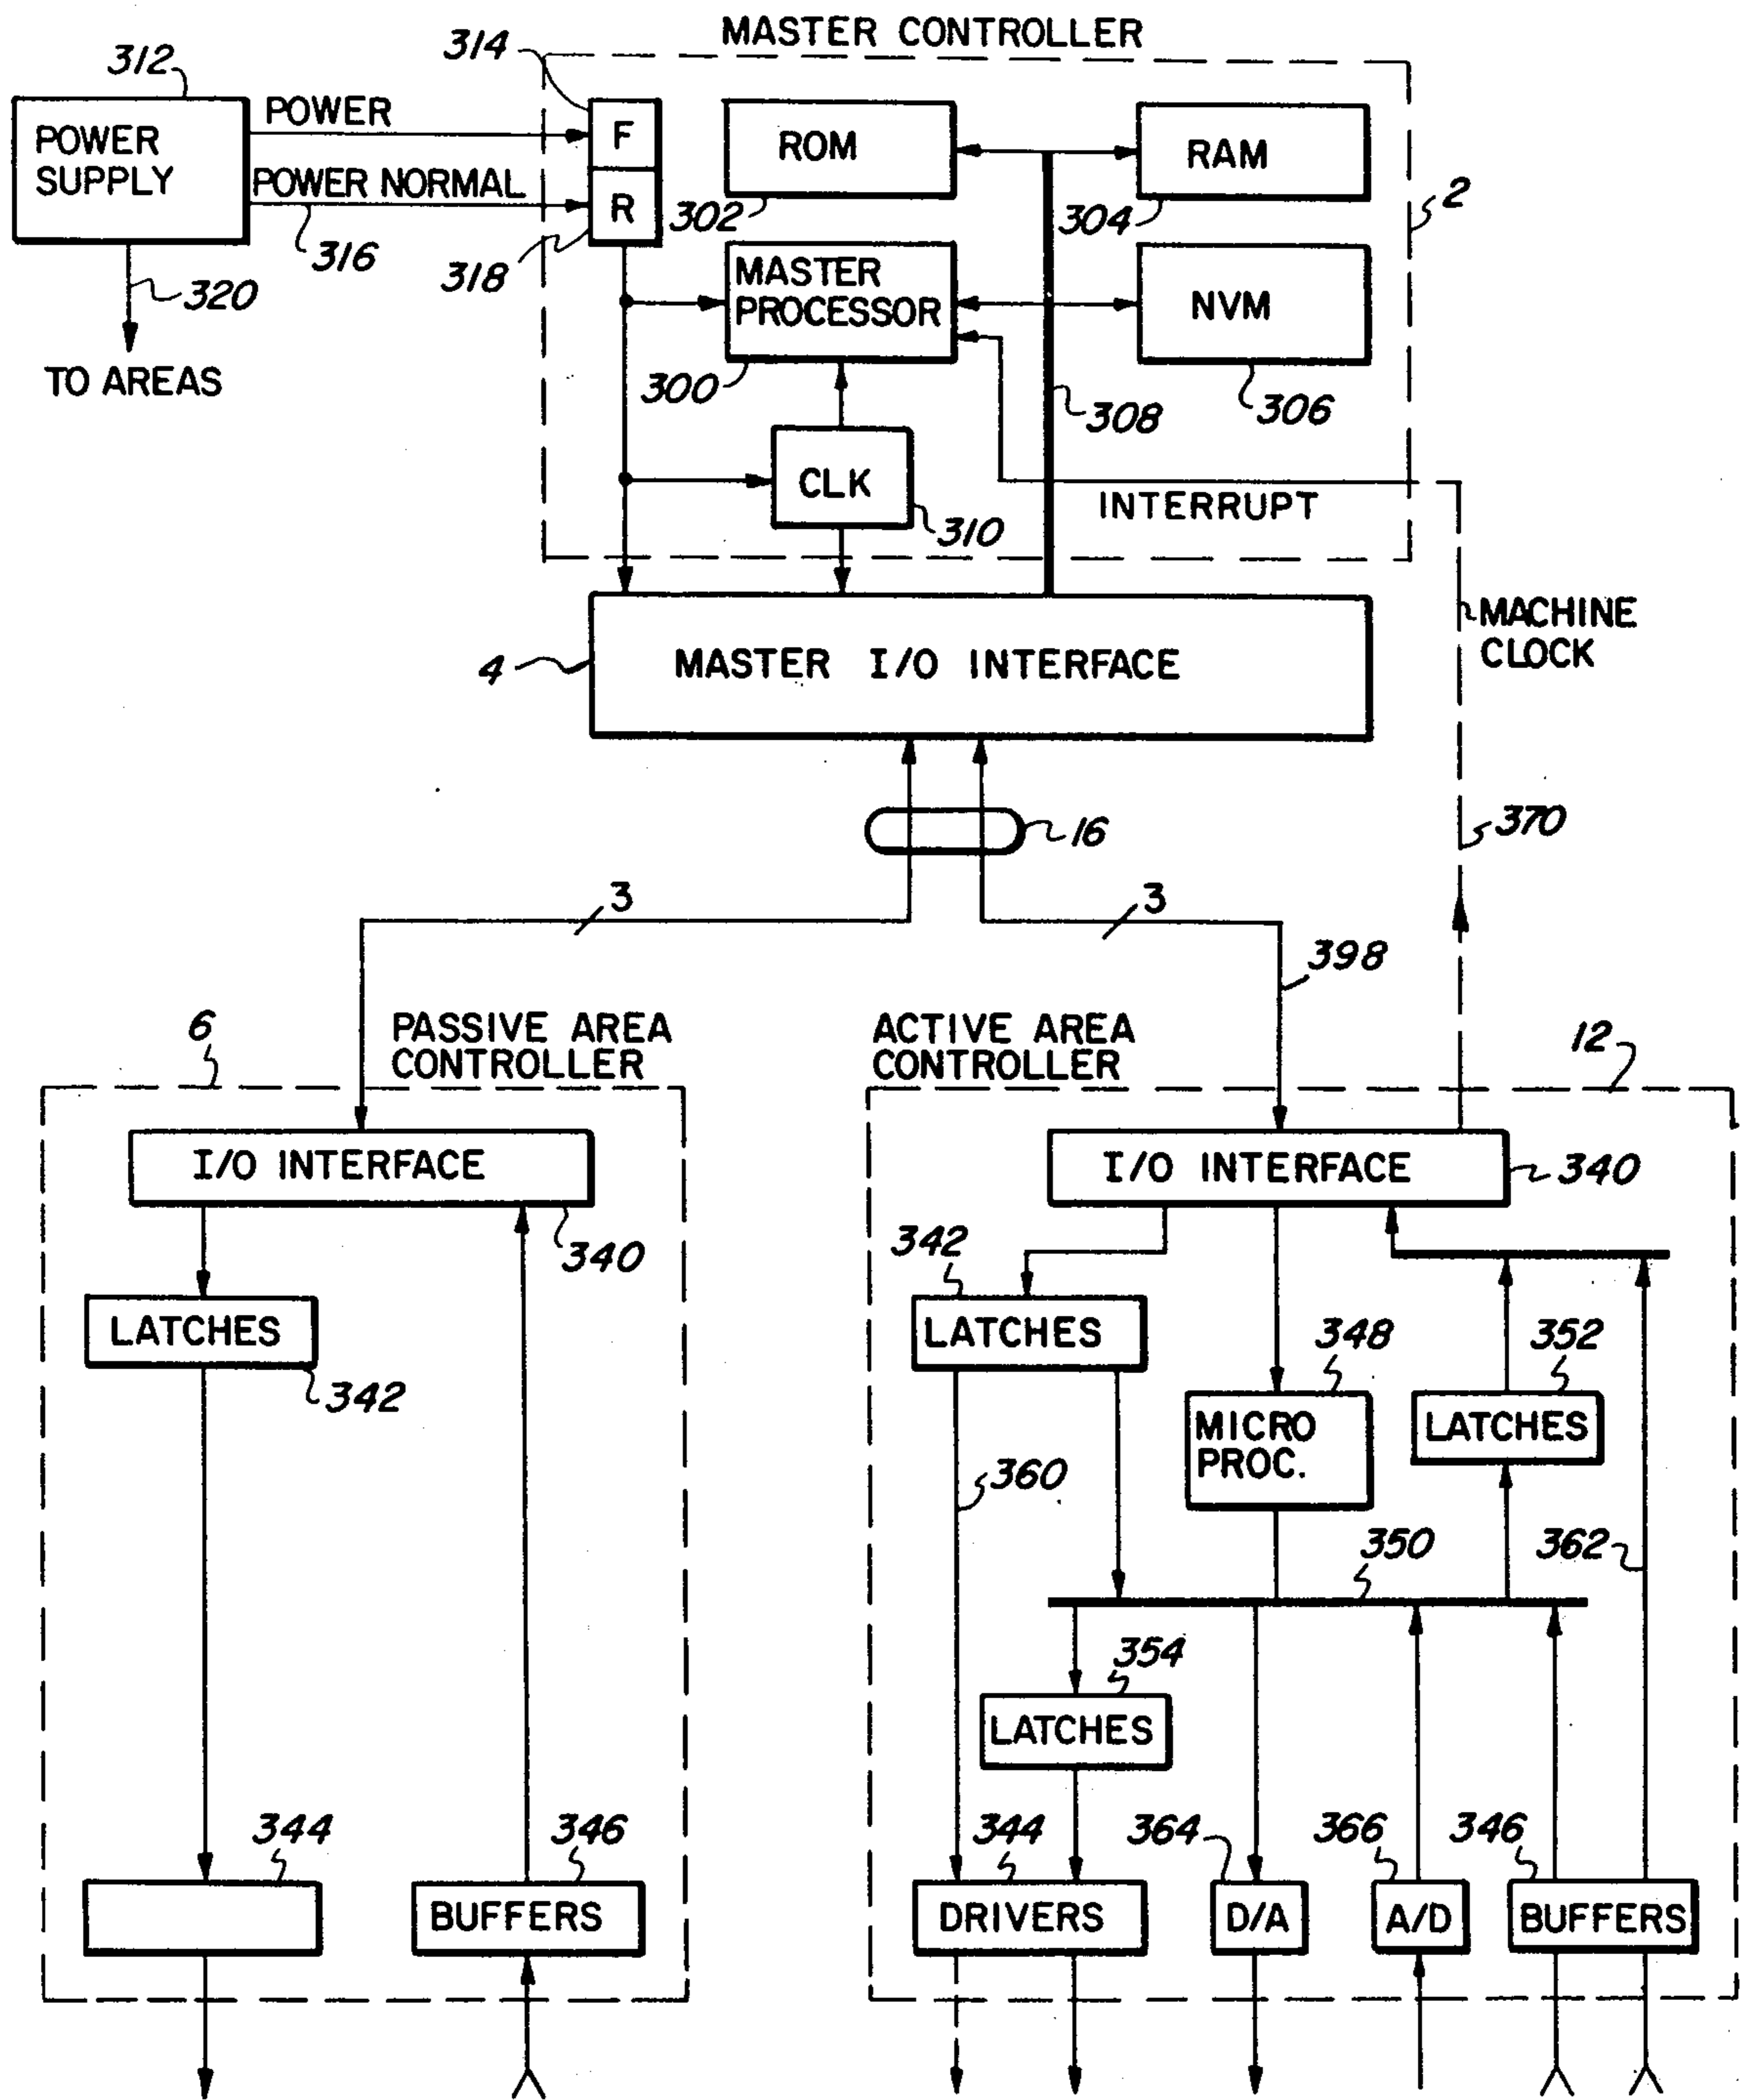 MASTER CONTROLLER
312
314
POWER
SUPPLY
POWER
POWER NORMAL
316
318
320
TO AREAS
F
R
ROM
302
RAM
304
2
MASTER
PROCESSOR
300
NVM
306
308
CLK
310
INTERRUPT
MACHINE
CLOCK
4
MASTER I/O INTERFACE
16
370
3
3
398
6
PASSIVE AREA
CONTROLLER
ACTIVE AREA
CONTROLLER
12
I/O INTERFACE
340
LATCHES
342
344
346
BUFFERS
I/O INTERFACE
340
342
LATCHES
348
MICRO
PROC.
352
LATCHES
360
350
362
354
LATCHES
344
364
366
346
DRIVERS
D/A
A/D
BUFFERS